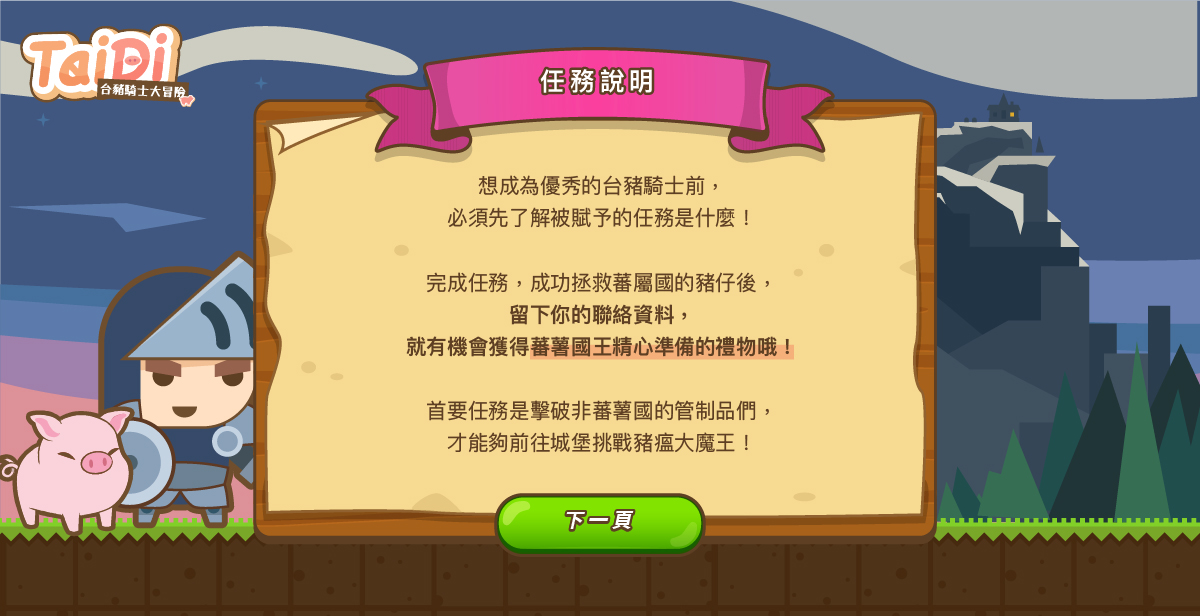 TaiDi
台豬騎士大冒險
任務說明
想成為優秀的台豬騎士前，
必須先了解被賦予的任務是什麼！
完成任務，成功拯救蕃屬國的豬仔後，
留下你的聯絡資料，
就有機會獲得蕃薯國王精心準備的禮物哦！
首要任務是擊破非蕃薯國的管制品們，
才能夠前往城堡挑戰豬瘟大魔王！
下一頁